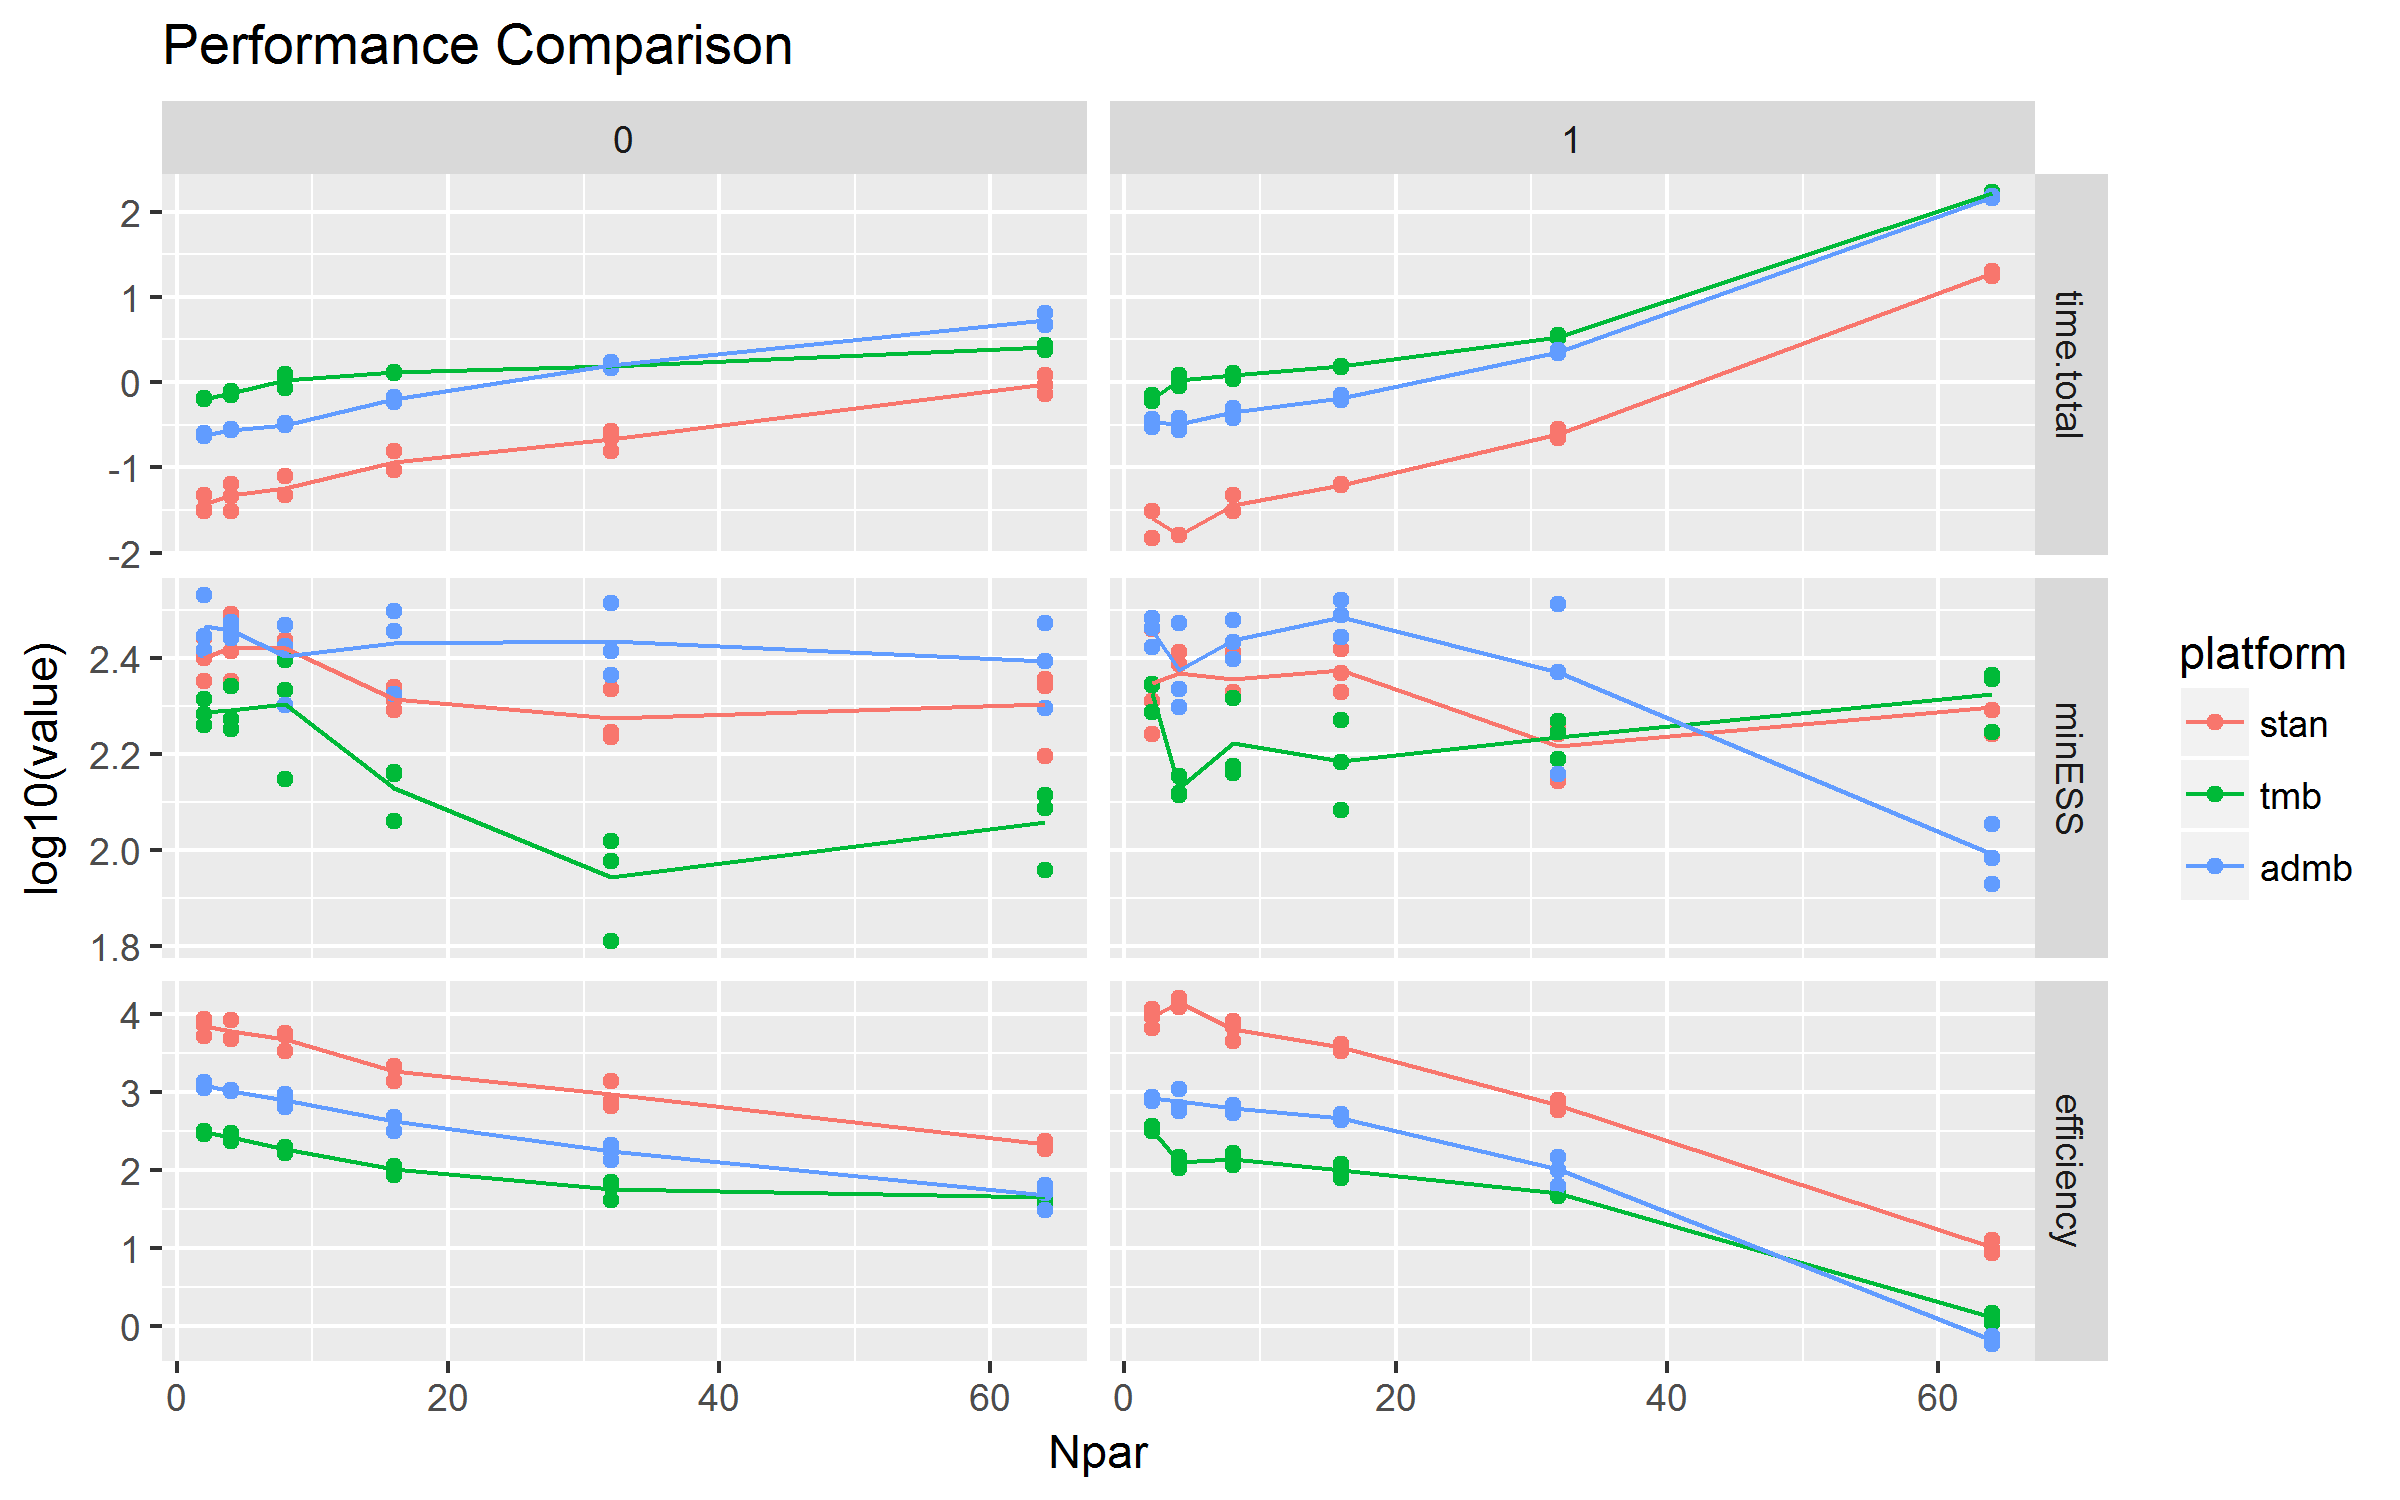 Performance Comparison
0
1
2
1
0
-1
-2
time.total
2.4
2.2
2.0
1.8
minESS
4
3
2
1
0
efficiency
0
20
40
60
0
20
40
60
Npar
log10(value)
platform
stan
tmb
admb